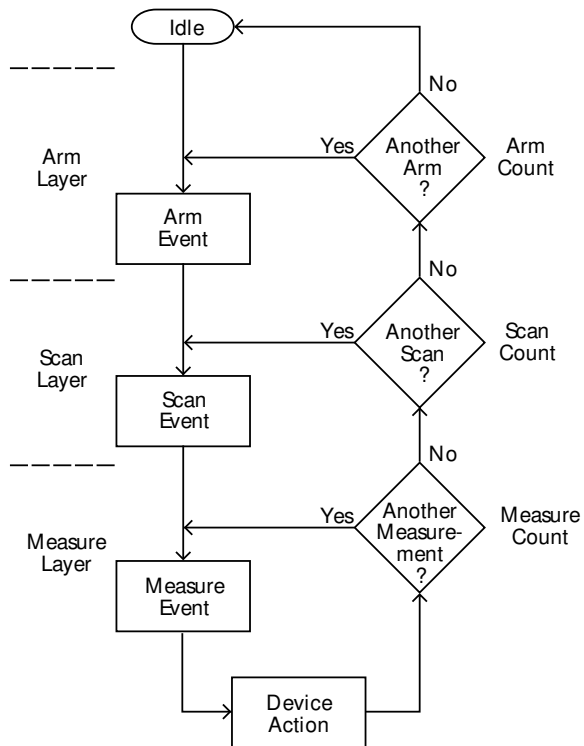 Idle
No
Arm
Layer
Yes
Another
Arm
?
Arm
Count
Arm
Event
No
Scan
Layer
Yes
Another
Scan
?
Scan
Count
Scan
Event
No
Measure
Layer
Yes
Another
Measure-
ment
?
Measure
Count
Measure
Event
Device
Action